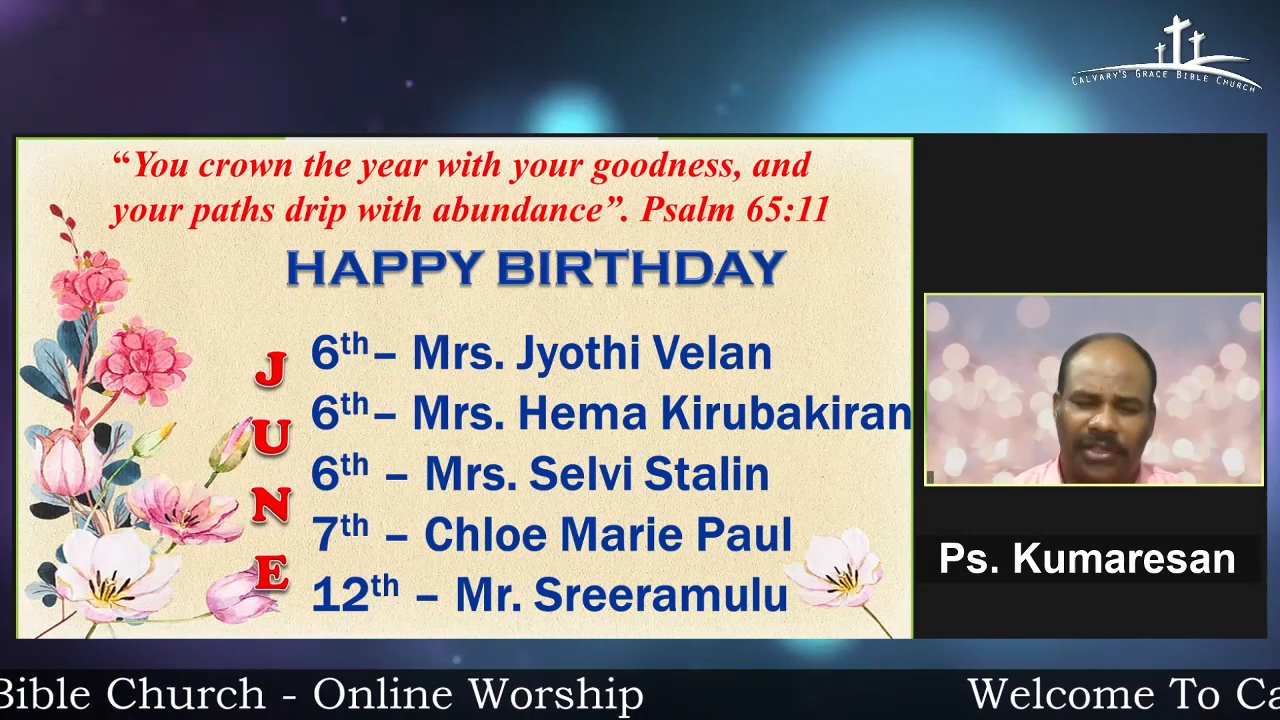 CALVARY'S GRACE BIBLE CHURCH
“You crown the year with your goodness, and
your paths drip with abundance”. Psalm 65:11
HAPPY BIRTHDAY
JUNE
6th – Mrs. Jyothi Velan
6th – Mrs. Hema Kirubakiran
6th – Mrs. Selvi Stalin
7th – Chloe Marie Paul
12th – Mr. Sreeramulu
Ps. Kumaresan
Bible Church - Online Worship Welcome To Ca